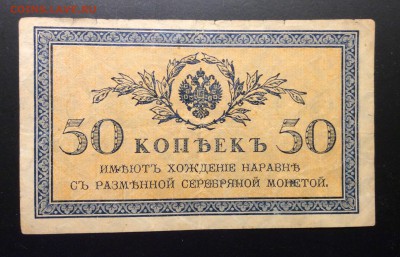 50 КОПѢЕКЪ 50
ИМѢЮТЪ ХОЖДЕНІЕ НАРАВНѢ
СЪ РАЗМѢННОЙ СЕРЕБРЯНОЙ МОНЕТОЙ.